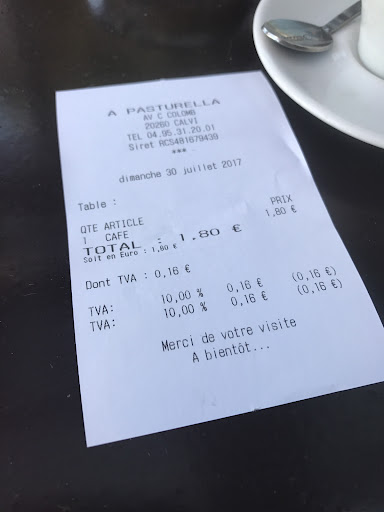 A PASTURELLA
AV C COLOMB
20260 CALVI
TEL 04.95.31.20.01
Siret RCS481679439
***
dimanche 30 juillet 2017
Table :
QTE ARTICLE PRIX
1 CAFE 1,80 €
TOTAL : 1.80 €
Soit en Euro : 1,80 €
Dont TVA : 0,16 €
TVA: 10,00 % 0,16 € (0,16 €)
TVA: 10,00 % 0,16 € (0,16 €)
Merci de votre visite
A bientôt...